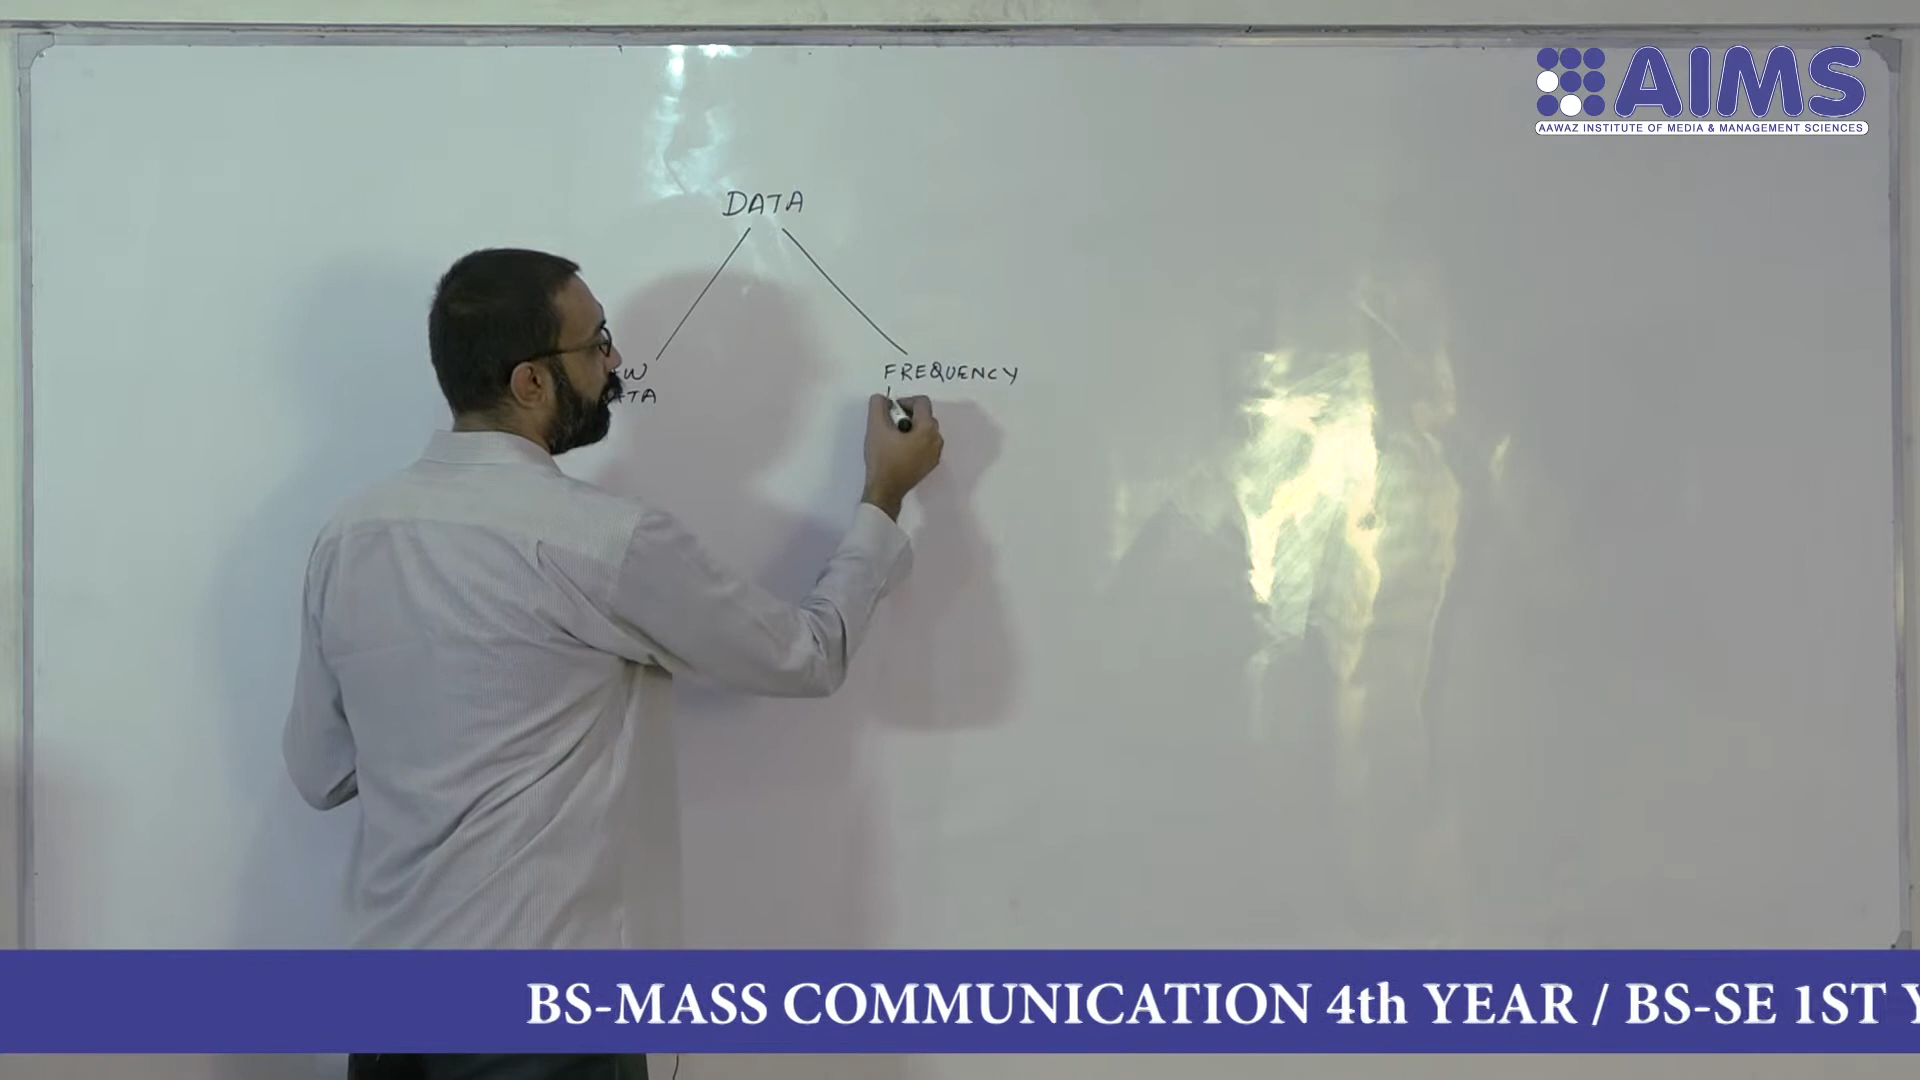 AIMS
AAWAZ INSTITUTE OF MEDIA & MANAGEMENT SCIENCES
DATA
FREQUENCY
BS-MASS COMMUNICATION 4th YEAR / BS-SE 1ST